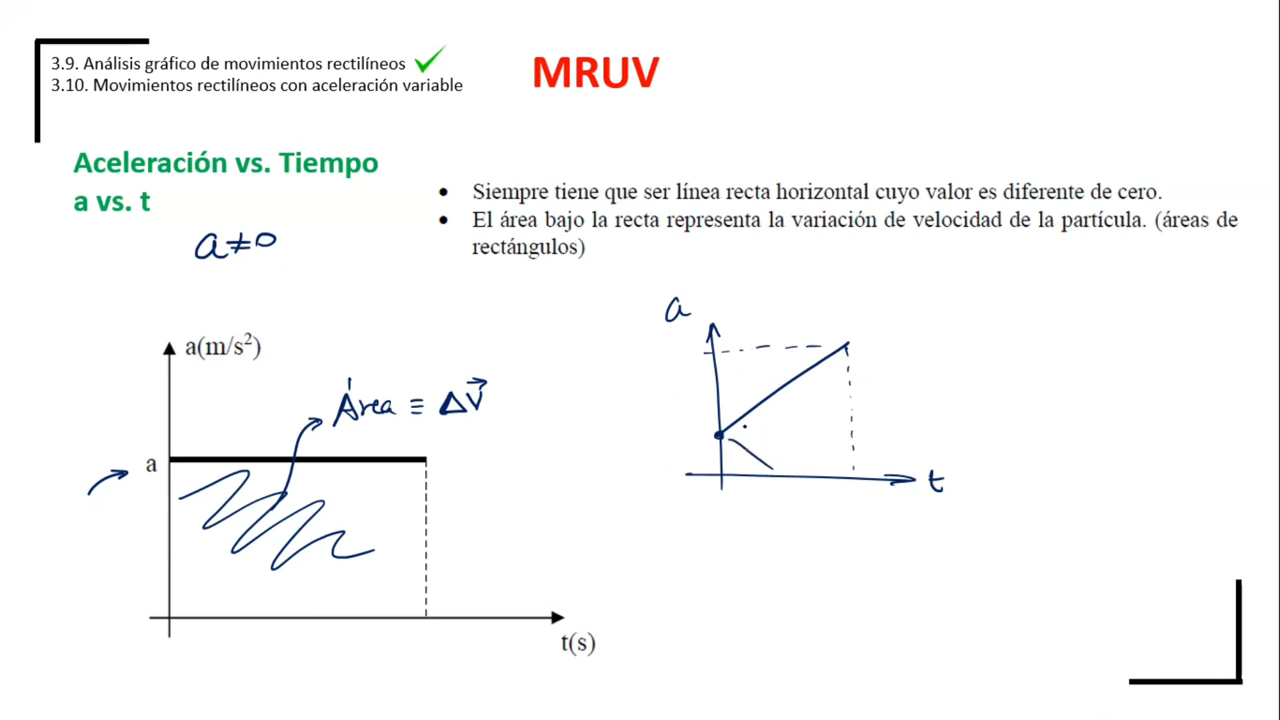 3.9. Análisis gráfico de movimientos rectilíneos
3.10. Movimientos rectilíneos con aceleración variable
MRUV
Aceleración vs. Tiempo
a vs. t
a≠0
• Siempre tiene que ser línea recta horizontal cuyo valor es diferente de cero.
• El área bajo la recta representa la variación de velocidad de la partícula. (áreas de
rectángulos)
a(m/s²)
Área ≡ ΔV⃗
a
t(s)
a
t